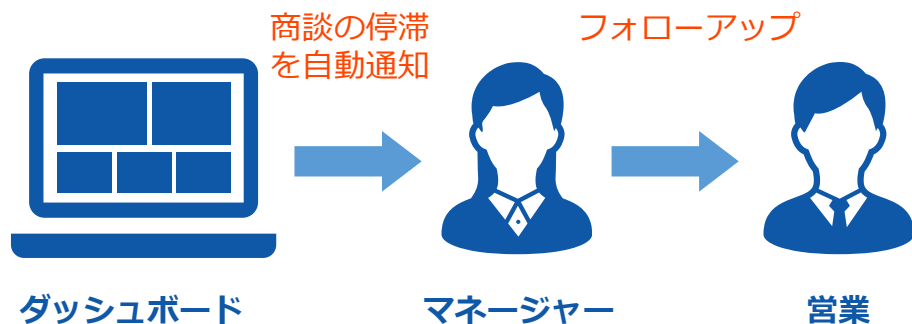 商談の停滞
を自動通知
フォローアップ
ダッシュボード
マネージャー
営業